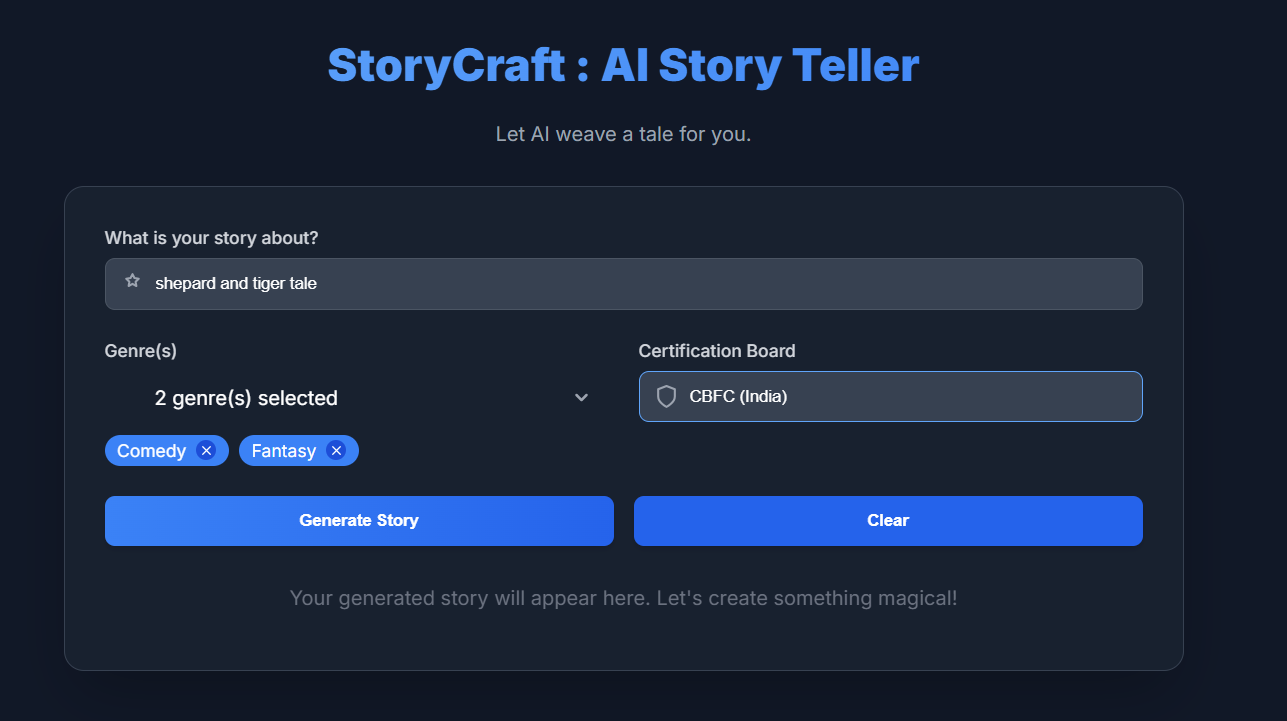 StoryCraft : AI Story Teller
Let AI weave a tale for you.
What is your story about?
shepard and tiger tale
Genre(s)
Certification Board
2 genre(s) selected
CBFC (India)
Comedy
Fantasy
Generate Story
Clear
Your generated story will appear here. Let's create something magical!